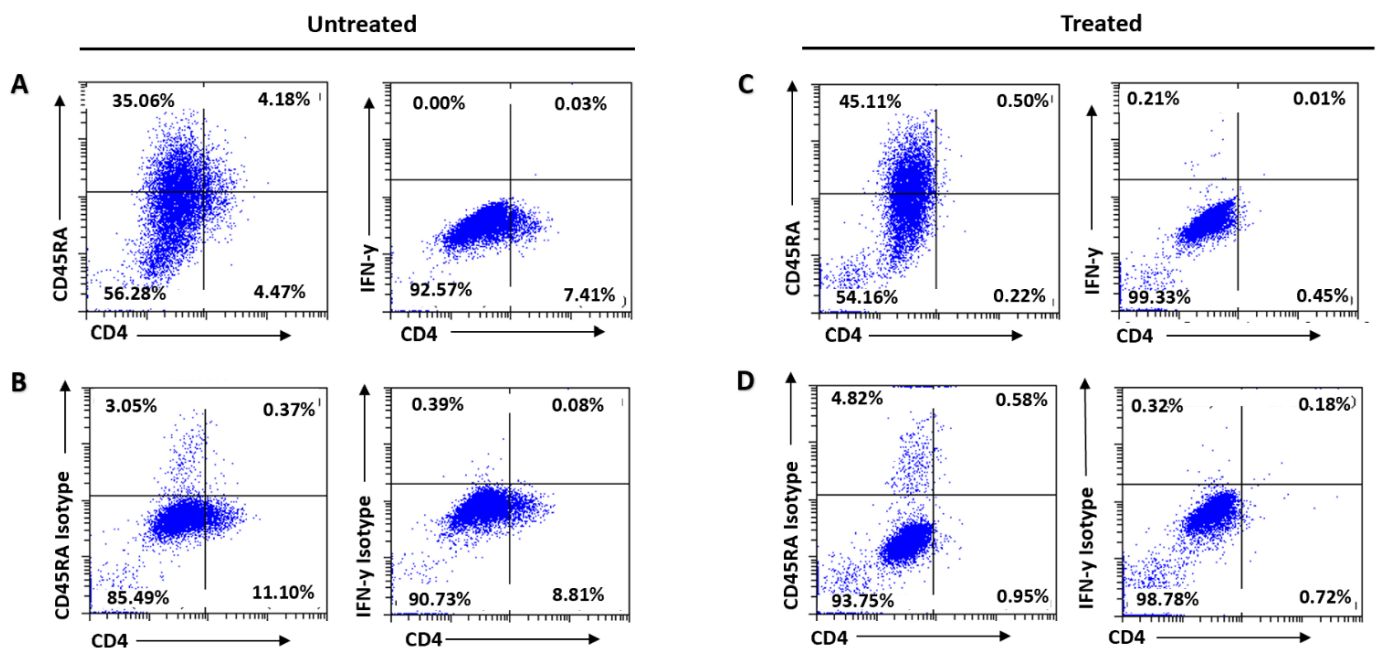 Untreated
Treated
A
35.06%
4.18%
56.28%
4.47%
CD45RA
CD4
0.00%
0.03%
92.57%
7.41%
IFN-y
CD4
C
45.11%
0.50%
54.16%
0.22%
CD45RA
CD4
0.21%
0.01%
99.33%
0.45%
IFN-y
CD4
B
3.05%
0.37%
85.49%
11.10%
CD45RA Isotype
CD4
0.39%
0.08%
90.73%
8.81%
IFN-y Isotype
CD4
D
4.82%
0.58%
93.75%
0.95%
CD45RA Isotype
CD4
0.32%
0.18%
98.78%
0.72%
IFN-y Isotype
CD4